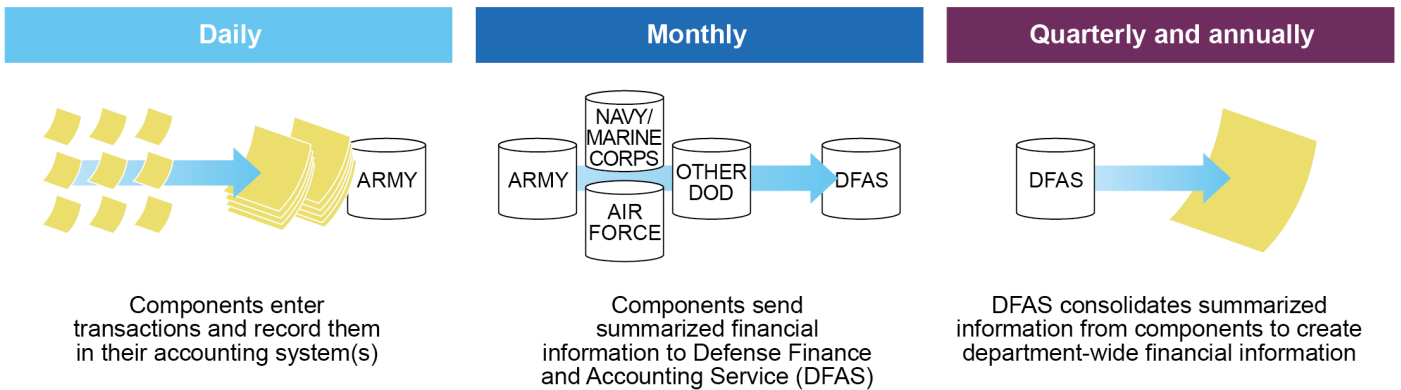 Daily
Monthly
Quarterly and annually
ARMY
ARMY
NAVY/
MARINE
CORPS
AIR
FORCE
OTHER
DOD
DFAS
DFAS
Components enter
transactions and record them
in their accounting system(s)
Components send
summarized financial
information to Defense Finance
and Accounting Service (DFAS)
DFAS consolidates summarized
information from components to create
department-wide financial information